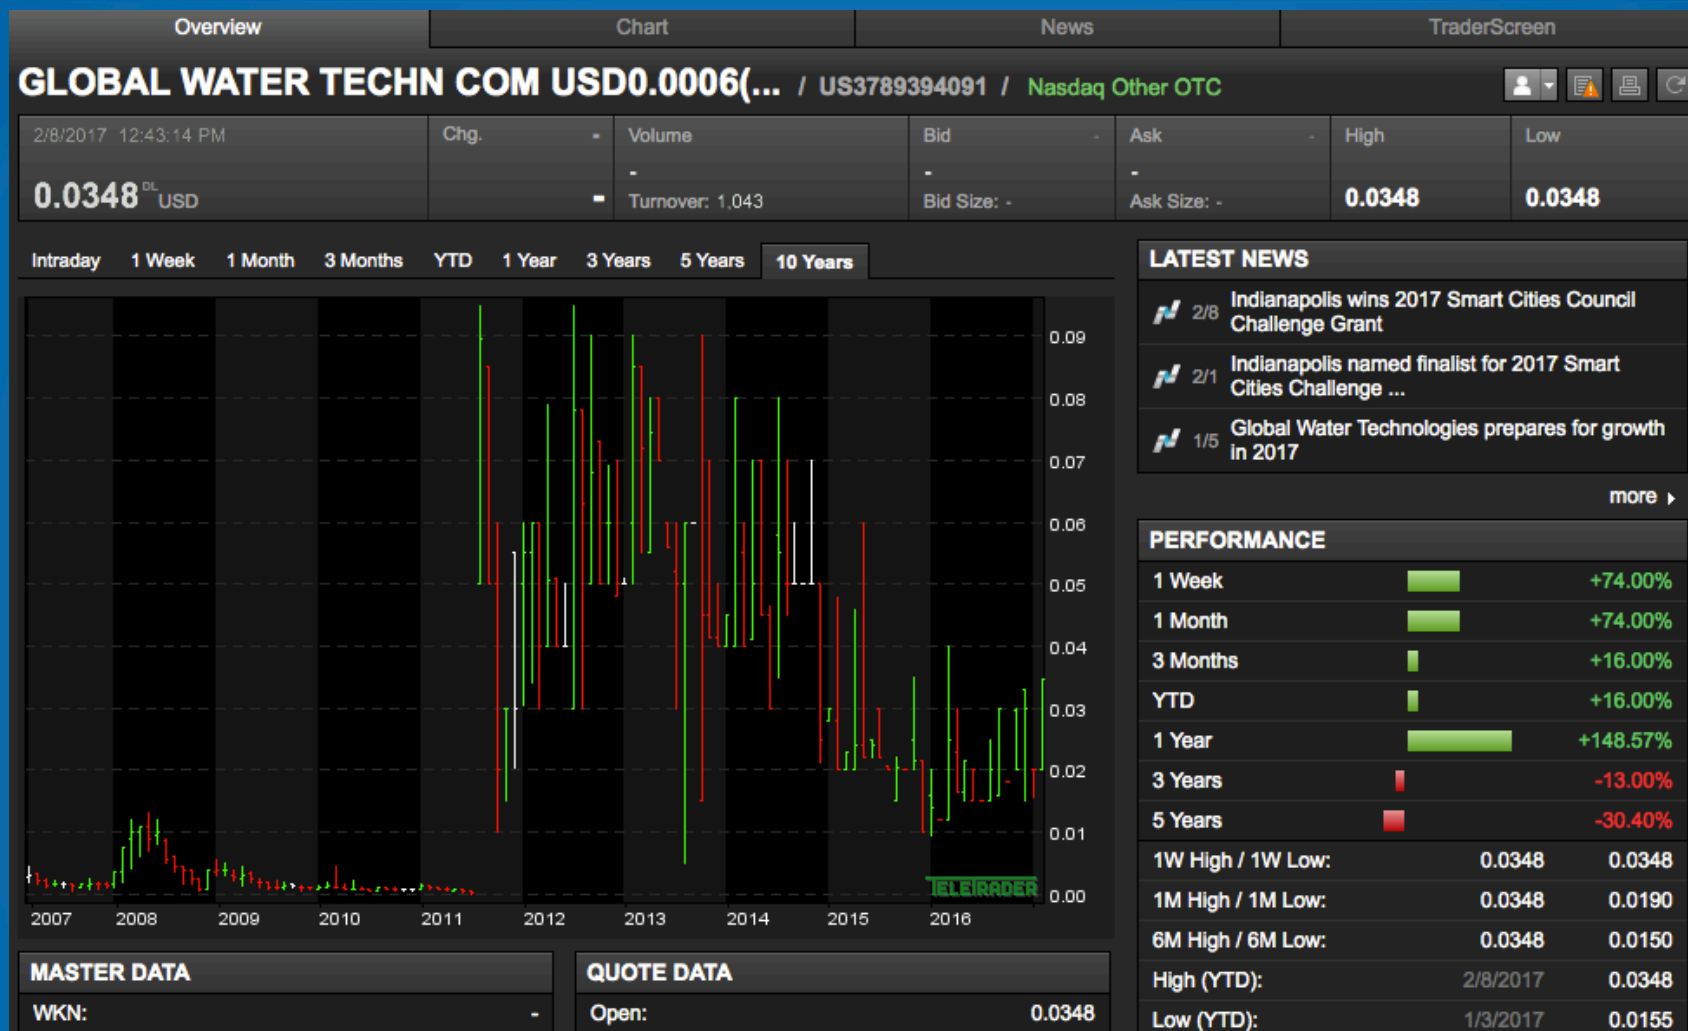 Overview Chart News TraderScreen
GLOBAL WATER TECHN COM USD0.0006(... / US3789394091 / Nasdaq Other OTC
2/8/2017 12:43:14 PM
0.0348 DL USD
Chg. -
-
Volume
-
Turnover: 1,043
Bid -
-
Bid Size: -
Ask -
-
Ask Size: -
High
0.0348
Low
0.0348
Intraday 1 Week 1 Month 3 Months YTD 1 Year 3 Years 5 Years 10 Years
0.09
0.08
0.07
0.06
0.05
0.04
0.03
0.02
0.01
0.00
TELETRADER
2007 2008 2009 2010 2011 2012 2013 2014 2015 2016
MASTER DATA
WKN: -
QUOTE DATA
Open: 0.0348
LATEST NEWS
2/8 Indianapolis wins 2017 Smart Cities Council
Challenge Grant
2/1 Indianapolis named finalist for 2017 Smart
Cities Challenge ...
1/5 Global Water Technologies prepares for growth
in 2017
more
PERFORMANCE
1 Week +74.00%
1 Month +74.00%
3 Months +16.00%
YTD +16.00%
1 Year +148.57%
3 Years -13.00%
5 Years -30.40%
1W High / 1W Low: 0.0348 0.0348
1M High / 1M Low: 0.0348 0.0190
6M High / 6M Low: 0.0348 0.0150
High (YTD): 2/8/2017 0.0348
Low (YTD): 1/3/2017 0.0155